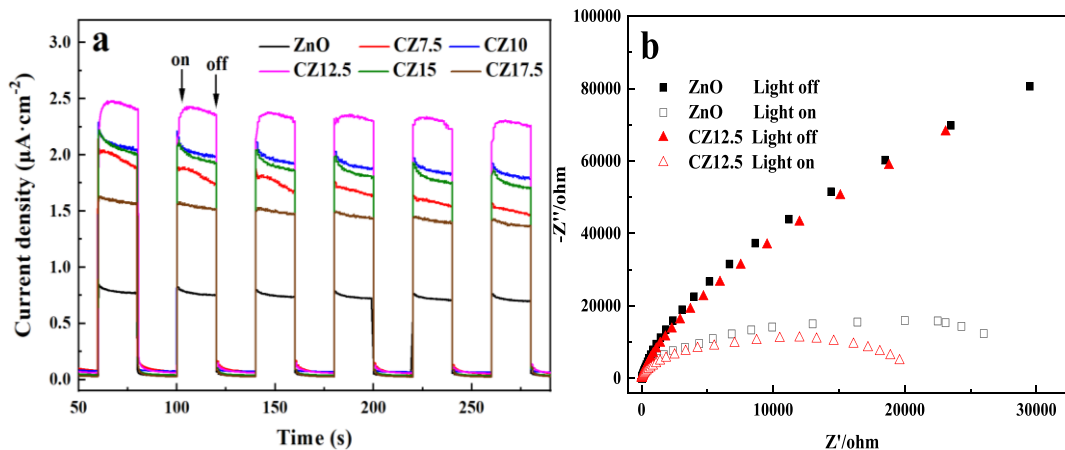 a
ZnO CZ7.5 CZ10
CZ12.5 CZ15 CZ17.5
on off
Current density (μA·cm⁻²)
3.0
2.5
2.0
1.5
1.0
0.5
0.0
50 100 150 200 250
Time (s)
b
ZnO Light off
ZnO Light on
CZ12.5 Light off
CZ12.5 Light on
-Z''/ohm
100000
80000
60000
40000
20000
0
0 10000 20000 30000
Z'/ohm